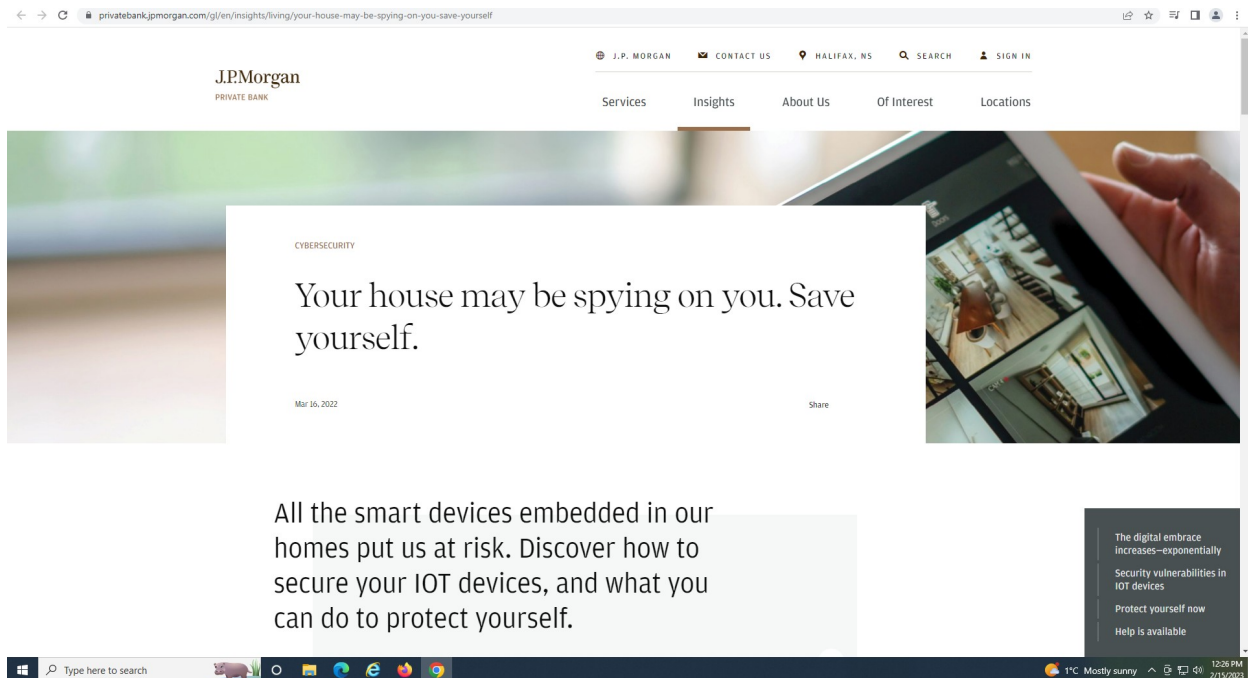 privatebank.jpmorgan.com/gl/en/insights/living/your-house-may-be-spying-on-you-save-yourself
J.P. MORGAN CONTACT US HALIFAX, NS SEARCH SIGN IN
J.P.Morgan
PRIVATE BANK
Services Insights About Us Of Interest Locations
CYBERSECURITY
Your house may be spying on you. Save
yourself.
Mar 16, 2022 Share
All the smart devices embedded in our
homes put us at risk. Discover how to
secure your IOT devices, and what you
can do to protect yourself.
The digital embrace
increases—exponentially
Security vulnerabilities in
IOT devices
Protect yourself now
Help is available
Type here to search
1°C Mostly sunny
12:26 PM
2/15/2023